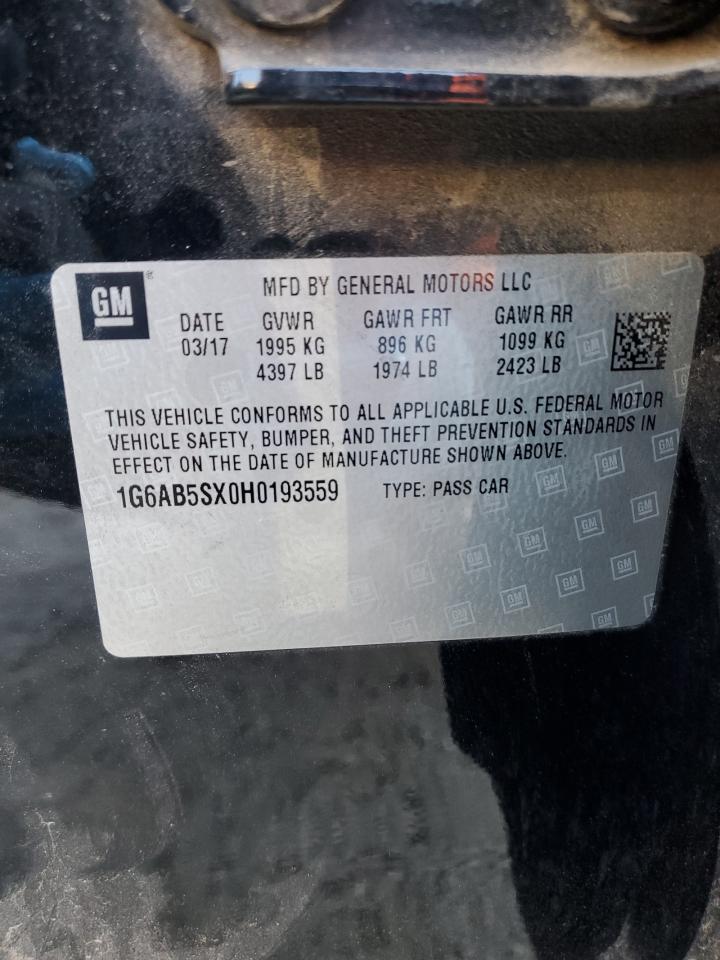 GM
MFD BY GENERAL MOTORS LLC
DATE GVWR GAWR FRT GAWR RR
03/17 1995 KG 896 KG 1099 KG
4397 LB 1974 LB 2423 LB
THIS VEHICLE CONFORMS TO ALL APPLICABLE U.S. FEDERAL MOTOR
VEHICLE SAFETY, BUMPER, AND THEFT PREVENTION STANDARDS IN
EFFECT ON THE DATE OF MANUFACTURE SHOWN ABOVE.
1G6AB5SX0H0193559 TYPE: PASS CAR